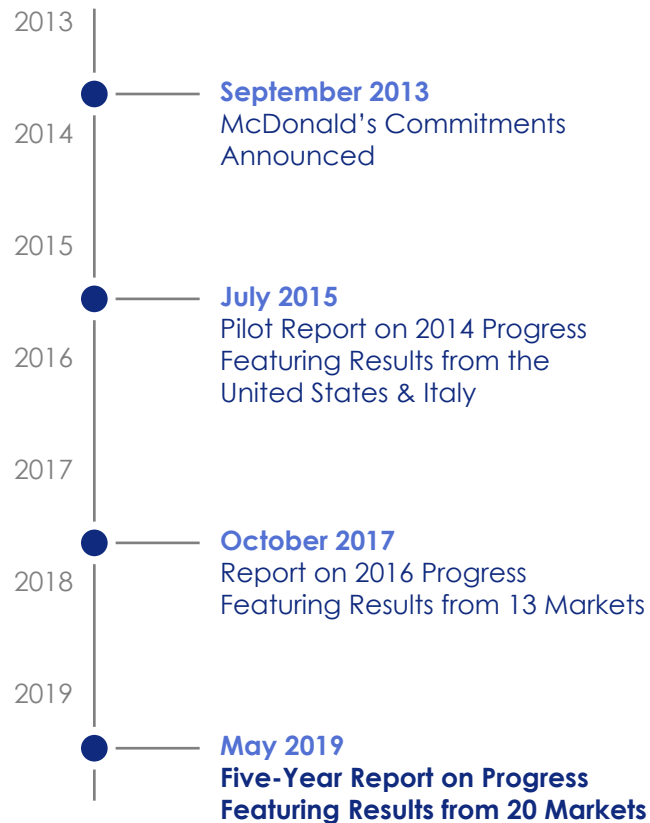 2013
September 2013
McDonald’s Commitments
Announced
2014
2015
July 2015
Pilot Report on 2014 Progress
Featuring Results from the
United States & Italy
2016
2017
October 2017
Report on 2016 Progress
Featuring Results from 13 Markets
2018
2019
May 2019
Five-Year Report on Progress
Featuring Results from 20 Markets